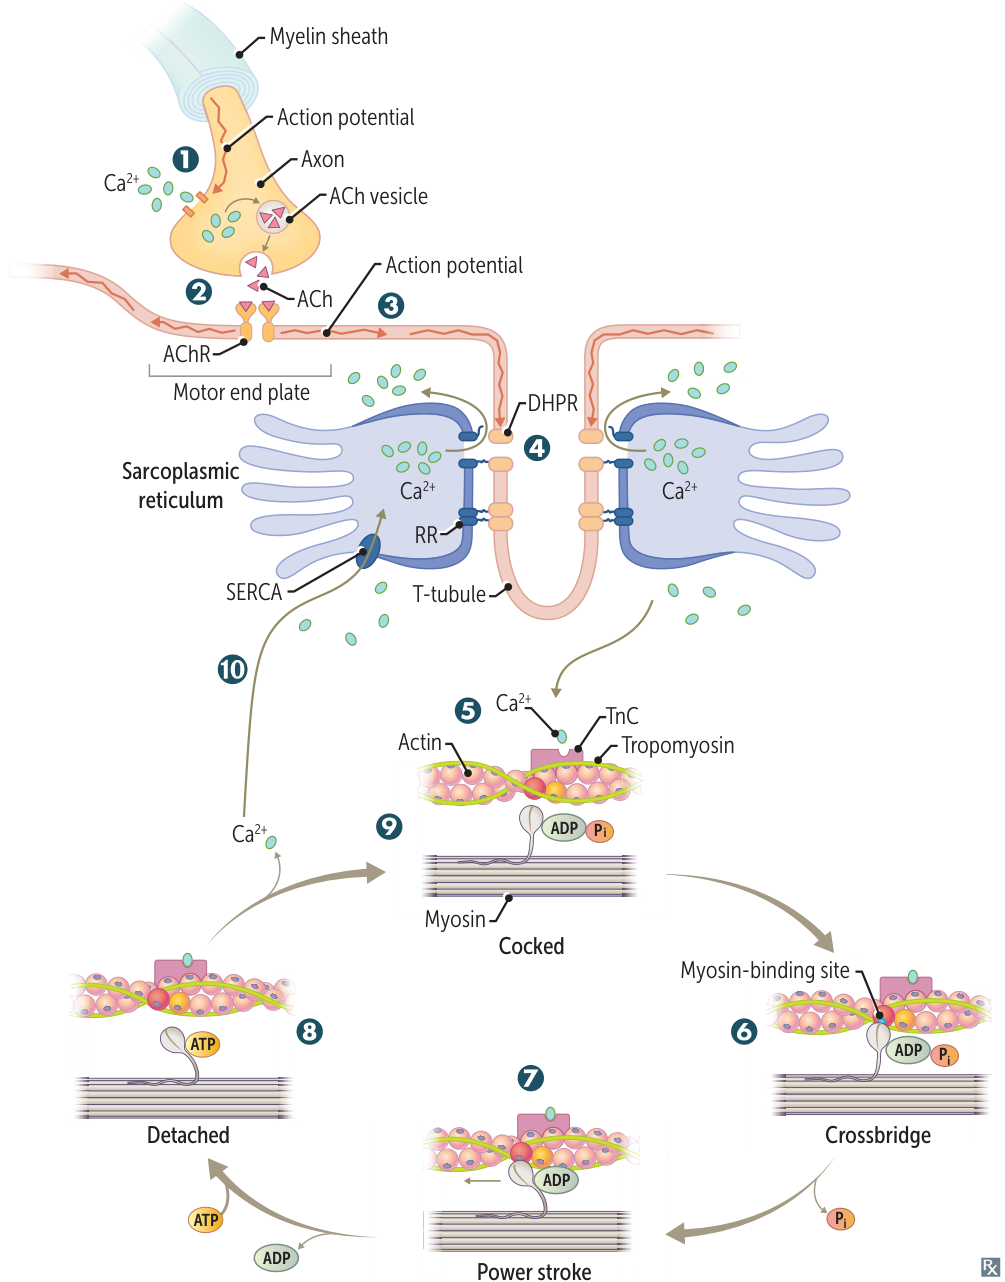 Myelin sheath
Action potential
1
Axon
Ca²⁺
ACh vesicle
2
ACh
Action potential
3
AChR
Motor end plate
DHPR
4
Sarcoplasmic
reticulum
Ca²⁺
Ca²⁺
RR
SERCA
T-tubule
10
5
Ca²⁺
TnC
Actin
Tropomyosin
9
ADP
Pi
Ca²⁺
Myosin
Cocked
Myosin-binding site
6
ADP
Pi
Crossbridge
8
ATP
Detached
7
ADP
Power stroke
Pi
ATP
ADP
Rx